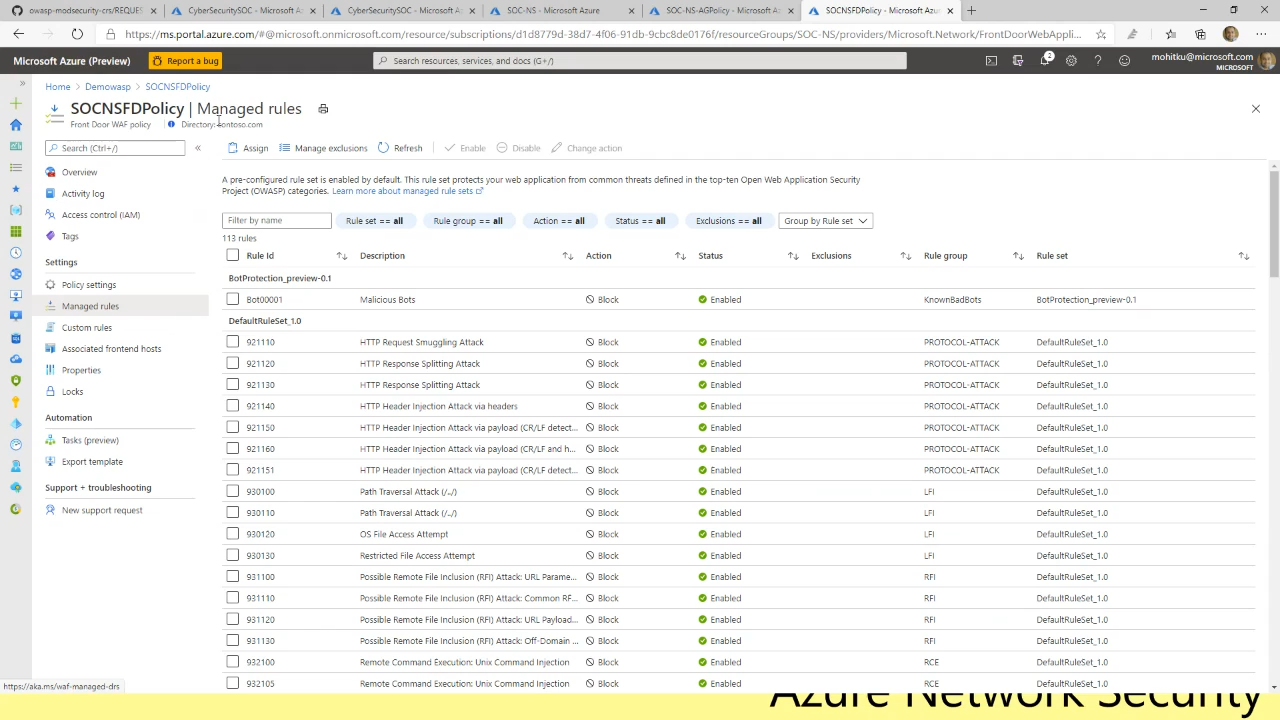 owasp-modsecurity-crs/REQUES
CyberSecuritySOC - Microsoft A
CyberSecuritySOC - Microsoft A
SOC-NS - Microsoft Azure
SOC-NS-AGPolicy - Microsoft A
SOCNSFDPolicy - Microsoft A
https://ms.portal.azure.com/#@sorgonmicrosoft.onmicrosoft.com/resource/subscriptions/d1d8779d-38d7-4f06-91db-9cbc8de0176f/resourceGroups/SOC-NS/providers/Microsoft.Network/FrontDoorWebAppli...
Microsoft Azure (Preview)
Report a bug
Search resources, services, and docs (G+/)
2
mohitku@microsoft.com
MICROSOFT
Home > Demowasp > SOCNSFDPolicy
SOCNSFDPolicy | Managed rules
Front Door WAF policy
Directory: contoso.com
Search (Ctrl+/)
Overview
Activity log
Access control (IAM)
Tags
Settings
Policy settings
Managed rules
Custom rules
Associated frontend hosts
Properties
Locks
Automation
Tasks (preview)
Export template
Support + troubleshooting
New support request
https://aka.ms/waf-managed-drs
Assign Manage exclusions Refresh Enable Disable Change action
A pre-configured rule set is enabled by default. This rule set protects your web application from common threats defined in the top-ten Open Web Application Security
Project (OWASP) categories. Learn more about managed rule sets
Filter by name Rule set == all Rule group == all Action == all Status == all Exclusions == all Group by Rule set
113 rules
Rule Id Description Action Status Exclusions Rule group Rule set
BotProtection_preview-0.1
Bot00001 Malicious Bots Block Enabled KnownBadBots BotProtection_preview-0.1
DefaultRuleSet_1.0
921110 HTTP Request Smuggling Attack Block Enabled PROTOCOL-ATTACK DefaultRuleSet_1.0
921120 HTTP Response Splitting Attack Block Enabled PROTOCOL-ATTACK DefaultRuleSet_1.0
921130 HTTP Response Splitting Attack Block Enabled PROTOCOL-ATTACK DefaultRuleSet_1.0
921140 HTTP Header Injection Attack via headers Block Enabled PROTOCOL-ATTACK DefaultRuleSet_1.0
921150 HTTP Header Injection Attack via payload (CR/LF detect... Block Enabled PROTOCOL-ATTACK DefaultRuleSet_1.0
921160 HTTP Header Injection Attack via payload (CR/LF and h... Block Enabled PROTOCOL-ATTACK DefaultRuleSet_1.0
921151 HTTP Header Injection Attack via payload (CR/LF detect... Block Enabled PROTOCOL-ATTACK DefaultRuleSet_1.0
930100 Path Traversal Attack (/../) Block Enabled LFI DefaultRuleSet_1.0
930110 Path Traversal Attack (/../) Block Enabled LFI DefaultRuleSet_1.0
930120 OS File Access Attempt Block Enabled LFI DefaultRuleSet_1.0
930130 Restricted File Access Attempt Block Enabled LFI DefaultRuleSet_1.0
931100 Possible Remote File Inclusion (RFI) Attack: URL Parame... Block Enabled RFI DefaultRuleSet_1.0
931110 Possible Remote File Inclusion (RFI) Attack: Common RF... Block Enabled RFI DefaultRuleSet_1.0
931120 Possible Remote File Inclusion (RFI) Attack: URL Payload... Block Enabled RFI DefaultRuleSet_1.0
931130 Possible Remote File Inclusion (RFI) Attack: Off-Domain ... Block Enabled RFI DefaultRuleSet_1.0
932100 Remote Command Execution: Unix Command Injection Block Enabled RCE DefaultRuleSet_1.0
932105 Remote Command Execution: Unix Command Injection Block Enabled RCE DefaultRuleSet_1.0
Azure Network Security